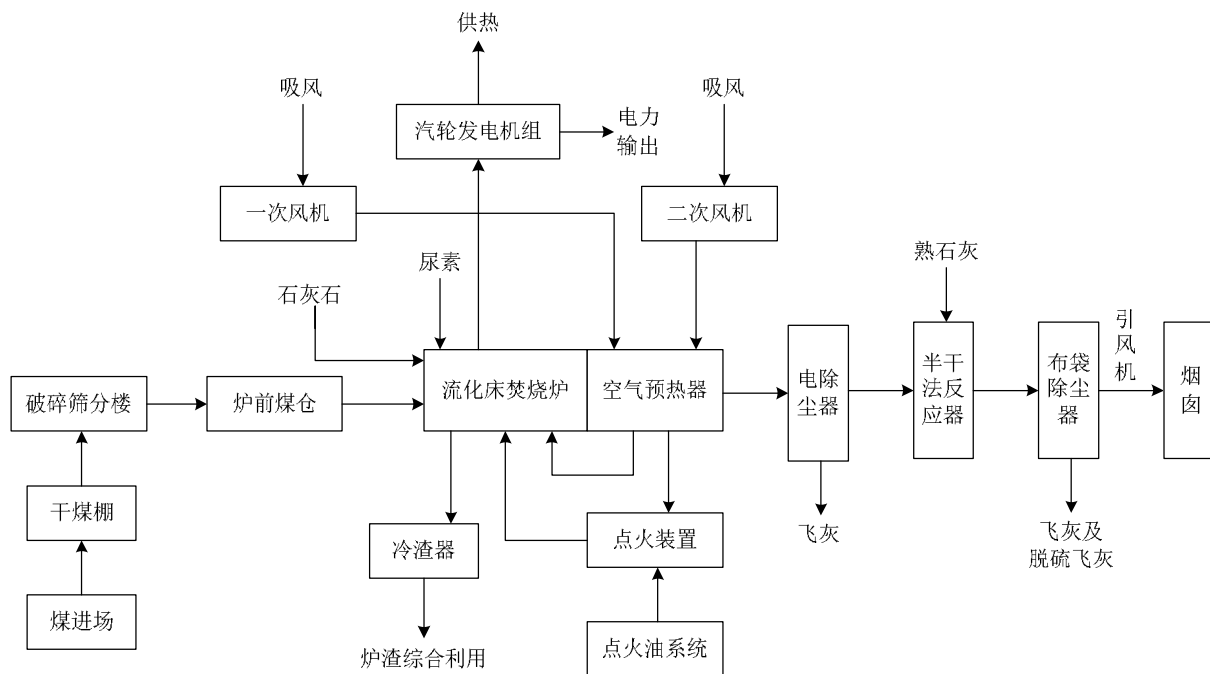 供热
吸风
汽轮发电机组
电力
输出
吸风
一次风机
二次风机
尿素
石灰石
熟石灰
破碎筛分楼
炉前煤仓
流化床焚烧炉
空气预热器
电除
尘器
半干
法反
应器
布袋
除尘
器
引
风
机
烟
囱
干煤棚
冷渣器
点火装置
飞灰
飞灰及
脱硫飞灰
煤进场
炉渣综合利用
点火油系统